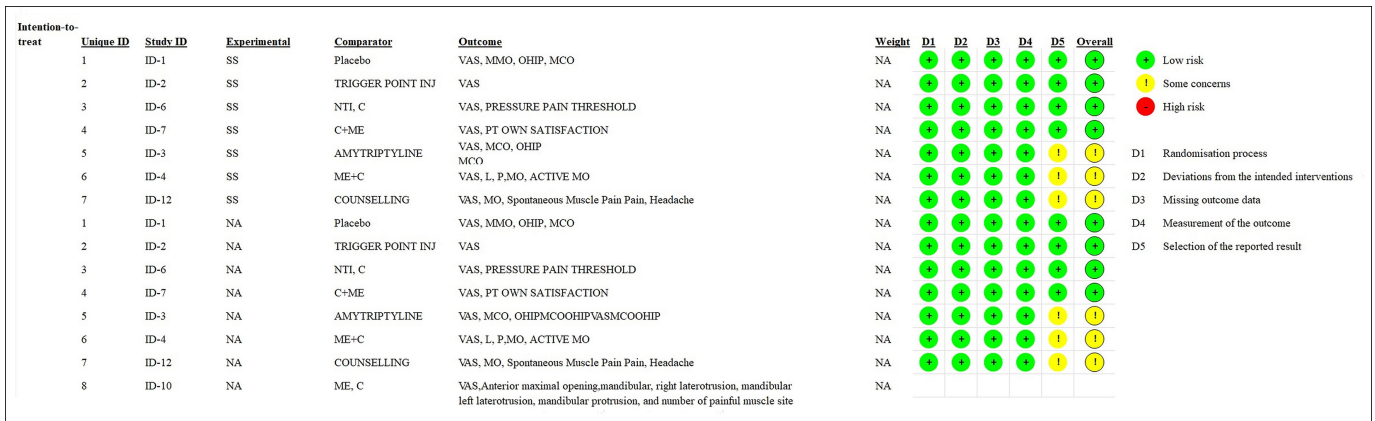 Intention-to-
treat Unique ID Study ID Experimental Comparator Outcome Weight D1 D2 D3 D4 D5 Overall
1 ID-1 SS Placebo VAS, MMO, OHIP, MCO NA + + + + + +
2 ID-2 SS TRIGGER POINT INJ VAS NA + + + + + +
3 ID-6 SS NTI, C VAS, PRESSURE PAIN THRESHOLD NA + + + + + +
4 ID-7 SS C+ME VAS, PT OWN SATISFACTION NA + + + + + +
5 ID-3 SS AMYTRIPTYLINE VAS, MCO, OHIP NA + + + + ! !
MCO
6 ID-4 SS ME+C VAS, L, P,MO, ACTIVE MO NA + + + + ! !
7 ID-12 SS COUNSELLING VAS, MO, Spontaneous Muscle Pain Pain, Headache NA + + + + ! !
1 ID-1 NA Placebo VAS, MMO, OHIP, MCO NA + + + + + +
2 ID-2 NA TRIGGER POINT INJ VAS NA + + + + + +
3 ID-6 NA NTI, C VAS, PRESSURE PAIN THRESHOLD NA + + + + + +
4 ID-7 NA C+ME VAS, PT OWN SATISFACTION NA + + + + + +
5 ID-3 NA AMYTRIPTYLINE VAS, MCO, OHIPMCOOHIPVASMCOOHIP NA + + + + ! !
6 ID-4 NA ME+C VAS, L, P,MO, ACTIVE MO NA + + + + ! !
7 ID-12 NA COUNSELLING VAS, MO, Spontaneous Muscle Pain Pain, Headache NA + + + + ! !
8 ID-10 NA ME, C VAS,Anterior maximal opening,mandibular, right laterotrusion, mandibular NA
left laterotrusion, mandibular protrusion, and number of painful muscle site
+ Low risk
! Some concerns
- High risk
D1 Randomisation process
D2 Deviations from the intended interventions
D3 Missing outcome data
D4 Measurement of the outcome
D5 Selection of the reported result